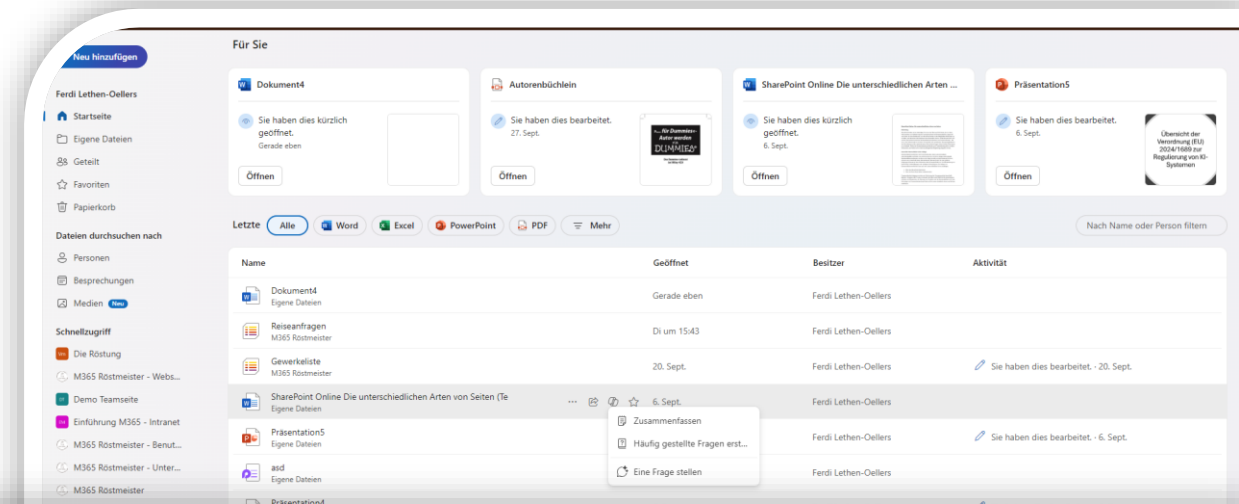 Neu hinzufügen
Ferdi Lethen-Oellers
Startseite
Eigene Dateien
Geteilt
Favoriten
Papierkorb
Dateien durchsuchen nach
Personen
Besprechungen
Medien Neu
Schnellzugriff
Die Röstung
M365 Röstmeister - Webs...
Demo Teamseite
Einführung M365 - Intranet
M365 Röstmeister - Benut...
M365 Röstmeister - Unter...
M365 Röstmeister
Für Sie
Dokument4
Sie haben dies kürzlich
geöffnet.
Gerade eben
Öffnen
Autorenbüchlein
Sie haben dies bearbeitet.
27. Sept.
Öffnen
SharePoint Online Die unterschiedlichen Arten ...
Sie haben dies kürzlich
geöffnet.
6. Sept.
Öffnen
Präsentation5
Sie haben dies bearbeitet.
6. Sept.
Übersicht der
Verordnung (EU)
2024/1689 zur
Regulierung von KI-
Systemen
Öffnen
Letzte Alle Word Excel PowerPoint PDF Mehr Nach Name oder Person filtern
Name Geöffnet Besitzer Aktivität
Dokument4 Gerade eben Ferdi Lethen-Oellers
Eigene Dateien
Reiseanfragen Di um 15:43 Ferdi Lethen-Oellers
M365 Röstmeister
Gewerkeliste 20. Sept. Ferdi Lethen-Oellers Sie haben dies bearbeitet. · 20. Sept.
M365 Röstmeister
SharePoint Online Die unterschiedlichen Arten von Seiten (Te ... 6. Sept. Ferdi Lethen-Oellers
Eigene Dateien
Zusammenfassen
Häufig gestellte Fragen erst...
Eine Frage stellen
Präsentation5 Ferdi Lethen-Oellers Sie haben dies bearbeitet. · 6. Sept.
Eigene Dateien
asd Ferdi Lethen-Oellers
Eigene Dateien
Präsentation4